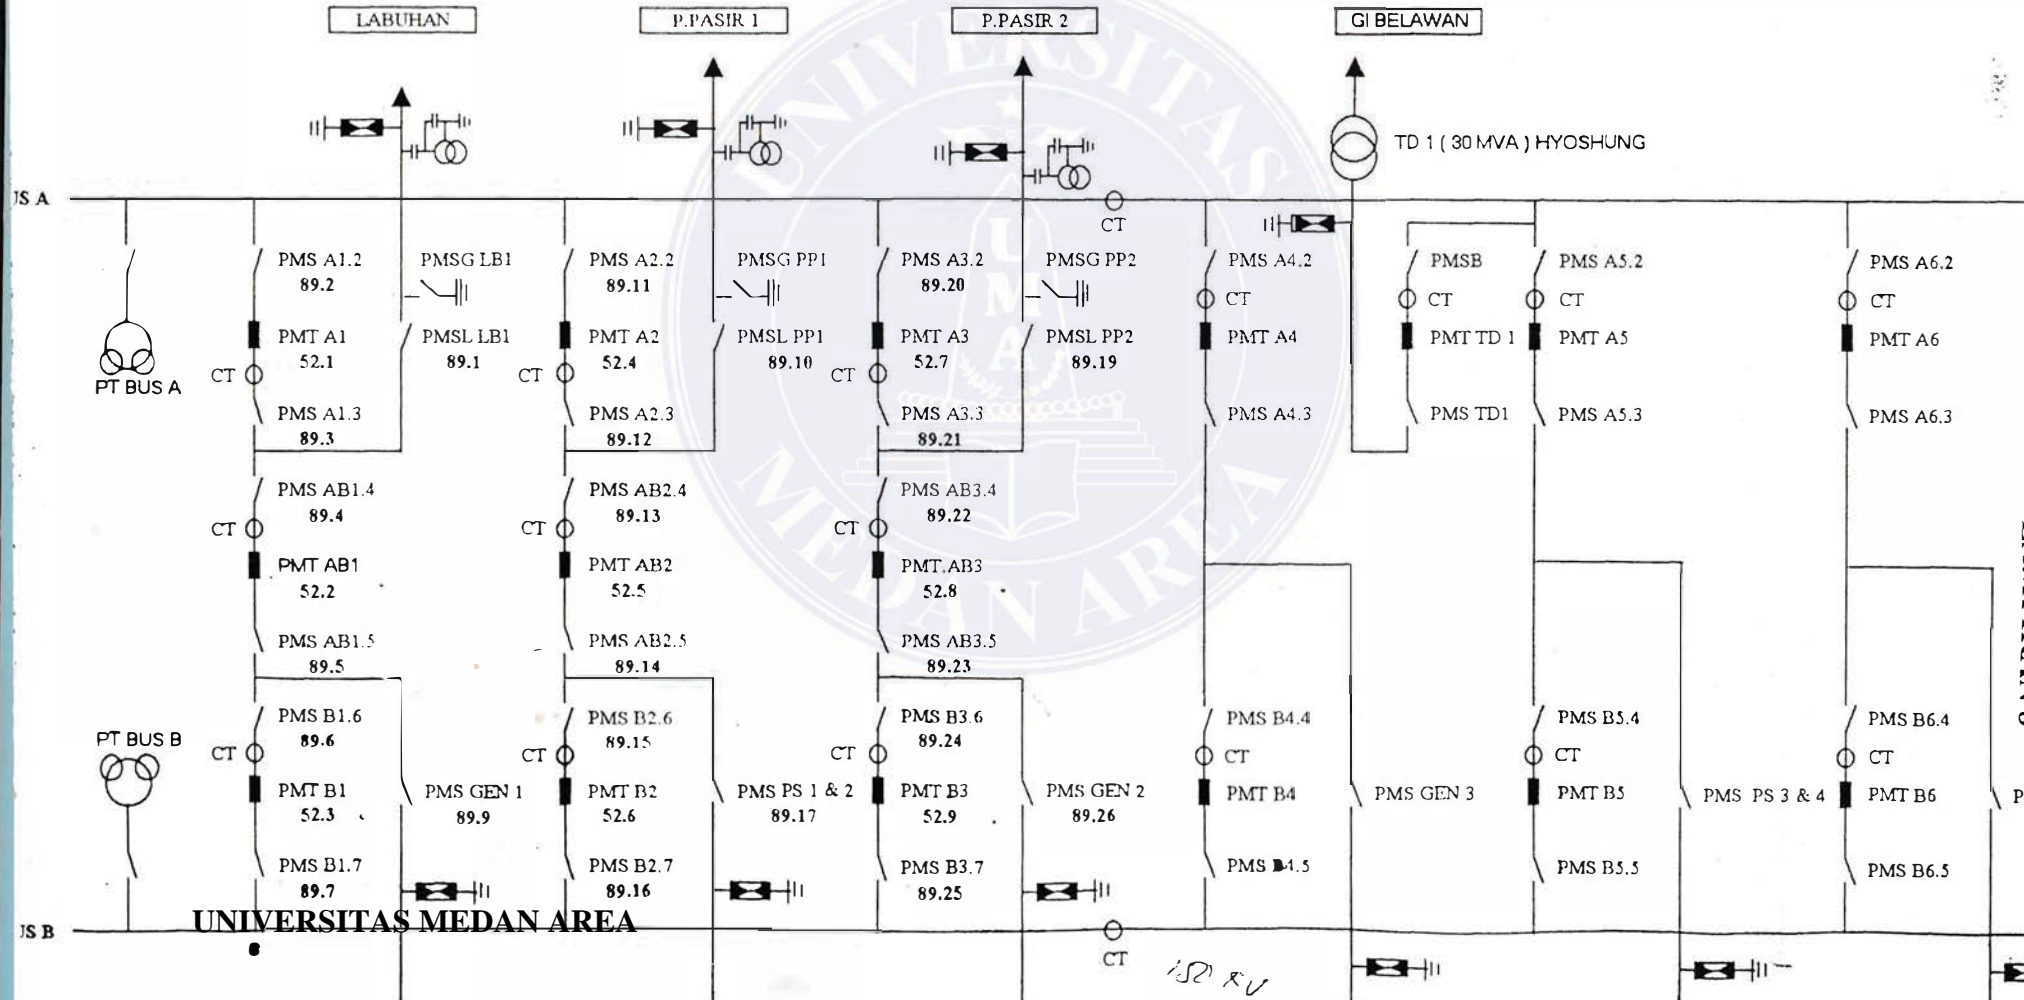 LABUHAN
P.PASIR 1
P.PASIR 2
GI BELAWAN
TD 1 ( 30 MVA ) HYOSHUNG
UNIVERSITAS
UMA
MEDAN AREA
US A
CT
PMS A1.2
89.2
PMSG LB1
PMS A2.2
89.11
PMSG PP1
PMS A3.2
89.20
PMSG PP2
PMS A4.2
CT
PMSB
CT
PMS A5.2
CT
PMS A6.2
CT
PMT A1
52.1
CT
PMSL LB1
89.1
PMT A2
52.4
CT
PMSL PP1
89.10
PMT A3
52.7
CT
PMSL PP2
89.19
PMT A4
PMT TD 1
PMT A5
PMT A6
PT BUS A
PMS A1.3
89.3
PMS A2.3
89.12
PMS A3.3
89.21
PMS A4.3
PMS TD1
PMS A5.3
PMS A6.3
PMS AB1.4
89.4
CT
PMS AB2.4
89.13
CT
PMS AB3.4
89.22
CT
PMT AB1
52.2
PMT AB2
52.5
PMT.AB3
52.8
PMS AB1.5
89.5
PMS AB2.5
89.14
PMS AB3.5
89.23
PT BUS B
PMS B1.6
89.6
CT
PMS B2.6
89.15
CT
PMS B3.6
89.24
CT
PMS B4.4
CT
PMS B5.4
CT
PMS B6.4
CT
PMT B1
52.3
PMS GEN 1
89.9
PMT B2
52.6
PMS PS 1 & 2
89.17
PMT B3
52.9
PMS GEN 2
89.26
PMT B4
PMS GEN 3
PMT B5
PMS PS 3 & 4
PMT B6
P
PMS B1.7
89.7
PMS B2.7
89.16
PMS B3.7
89.25
PMS B4.5
PMS B5.5
PMS B6.5
UNIVERSITAS MEDAN AREA
US B
CT
150 KV